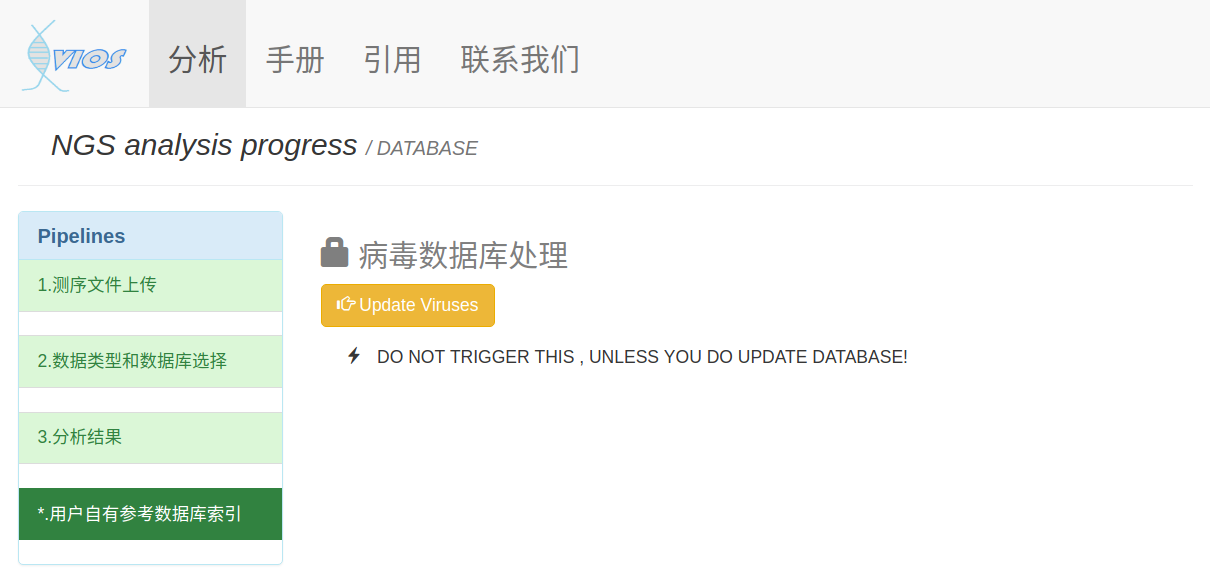 VIOS
分析 手册 引用 联系我们
NGS analysis progress / DATABASE
Pipelines
1.测序文件上传
2.数据类型和数据库选择
3.分析结果
*.用户自有参考数据库索引
病毒数据库处理
Update Viruses
DO NOT TRIGGER THIS , UNLESS YOU DO UPDATE DATABASE!